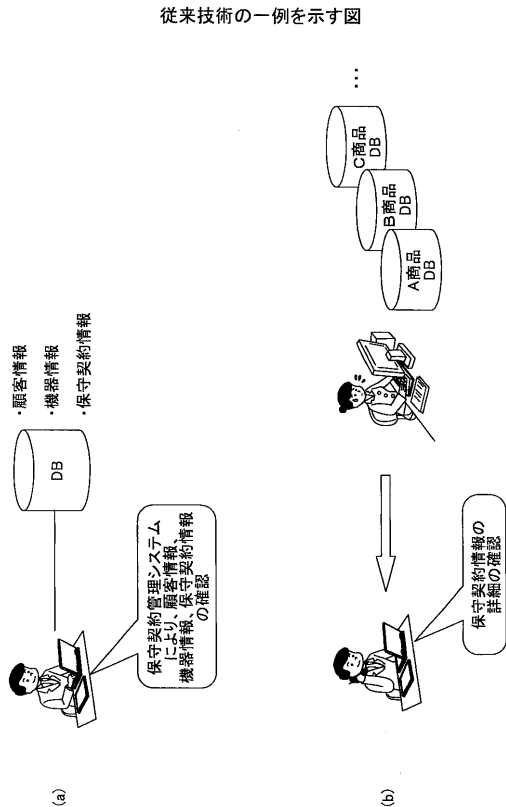 従来技術の一例を示す図
(a)
保守契約管理システム
により、顧客情報、
機器情報、保守契約情報
の確認
DB
・顧客情報
・機器情報
・保守契約情報
(b)
保守契約情報の
詳細の確認
A商品
DB
B商品
DB
C商品
DB
…